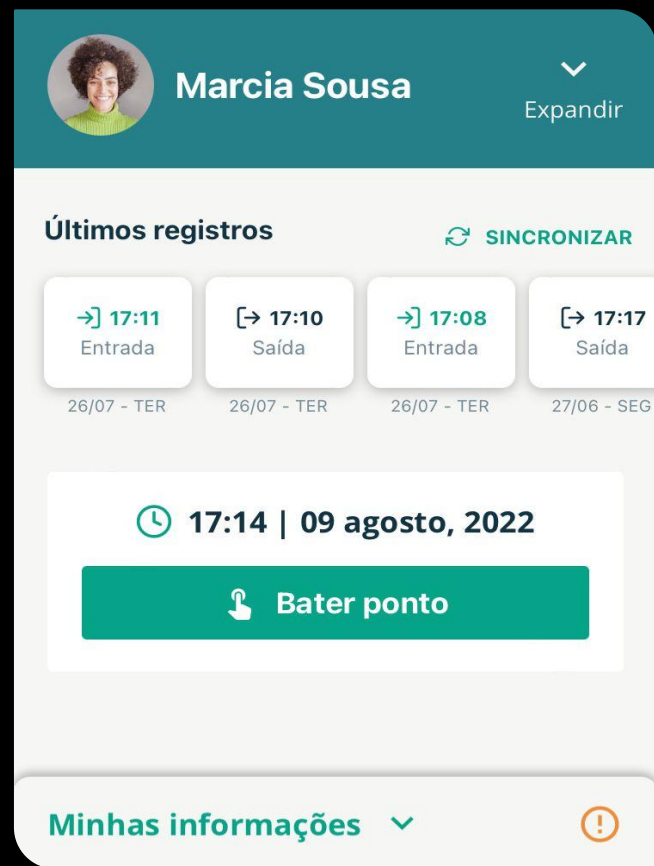 Marcia Sousa
Expandir
Últimos registros
SINCRONIZAR
17:11
Entrada
26/07 - TER
17:10
Saída
26/07 - TER
17:08
Entrada
26/07 - TER
17:17
Saída
27/06 - SEG
17:14 | 09 agosto, 2022
Bater ponto
Minhas informações